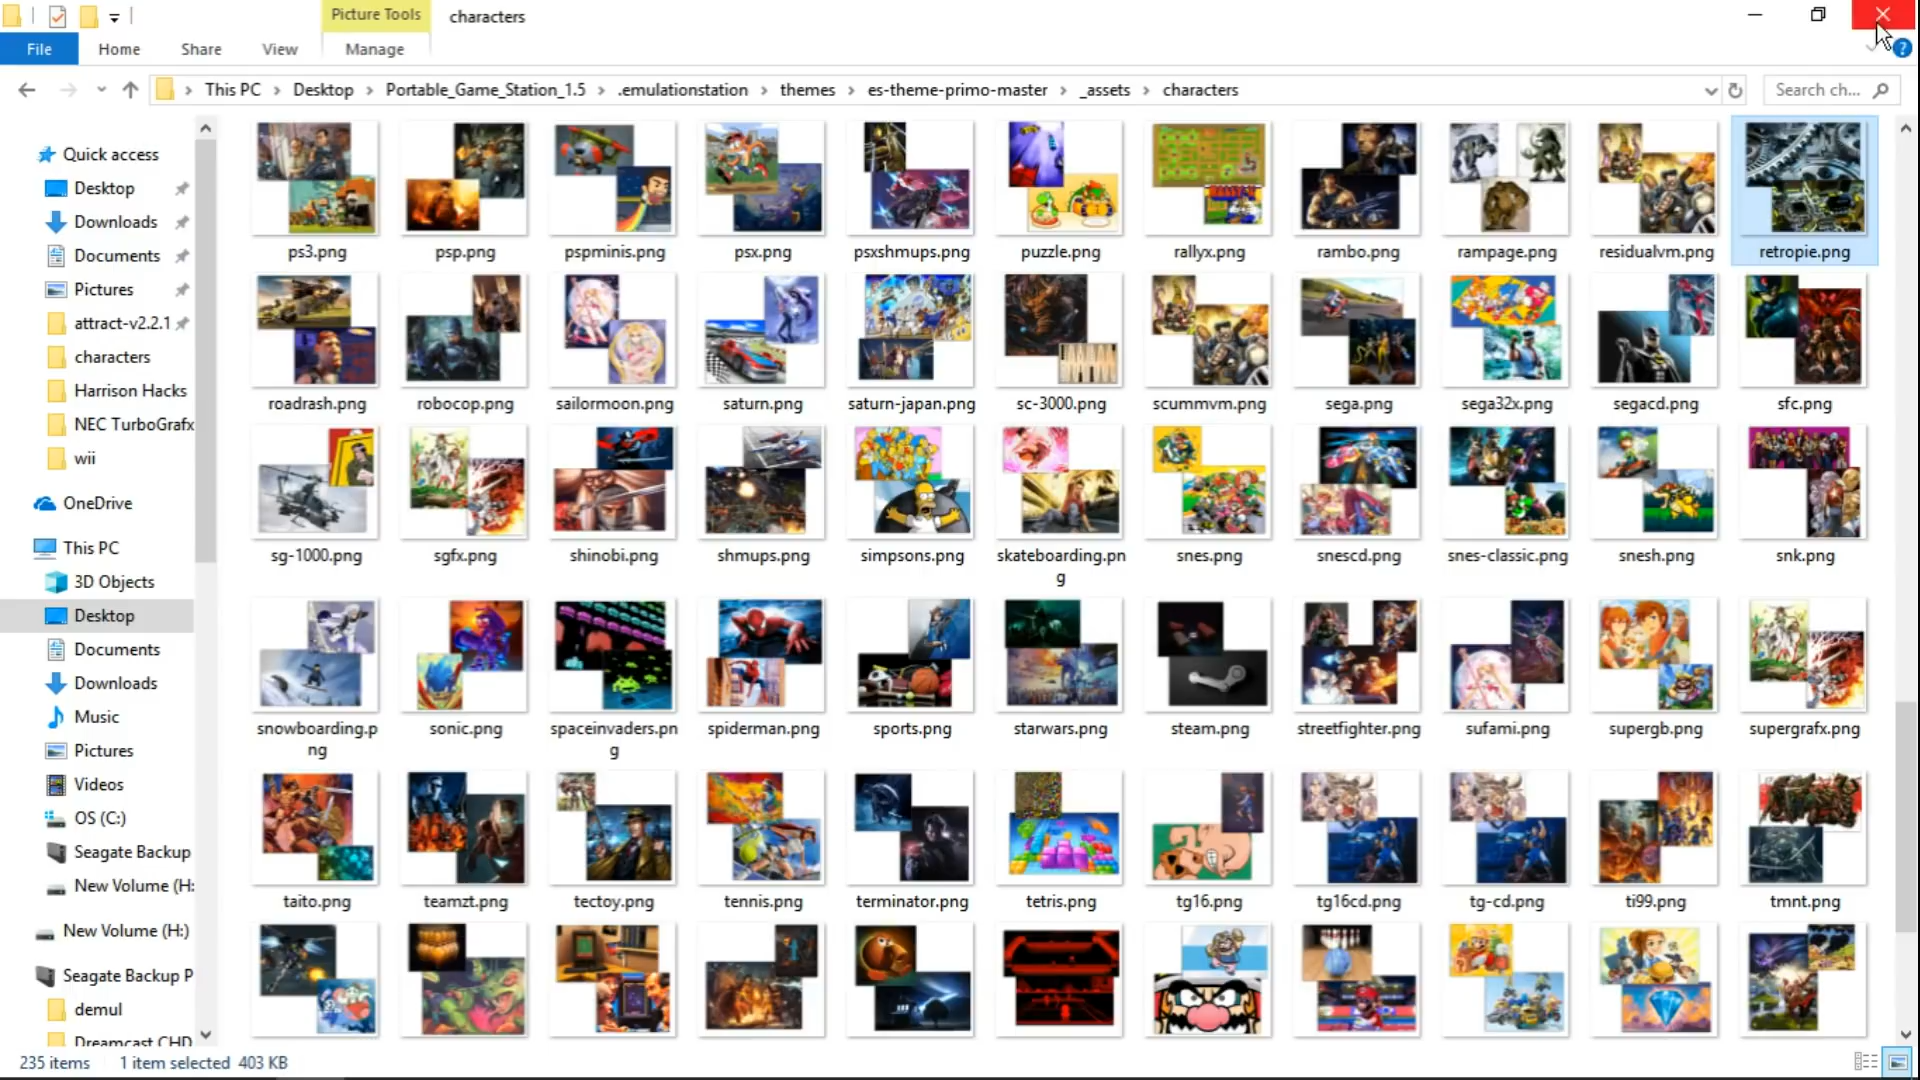 Picture Tools
characters
File
Home
Share
View
Manage
This PC
Desktop
Portable_Game_Station_1.5
.emulationstation
themes
es-theme-primo-master
_assets
characters
Search ch...
Quick access
Desktop
Downloads
Documents
Pictures
attract-v2.2.1
characters
Harrison Hacks
NEC TurboGrafx
wii
OneDrive
This PC
3D Objects
Desktop
Documents
Downloads
Music
Pictures
Videos
OS (C:)
Seagate Backup
New Volume (H:
New Volume (H:)
Seagate Backup P
demul
Dreamcast CHD
ps3.png
psp.png
pspminis.png
psx.png
psxshmups.png
puzzle.png
rallyx.png
rambo.png
rampage.png
residualvm.png
retropie.png
roadrash.png
robocop.png
sailormoon.png
saturn.png
saturn-japan.png
sc-3000.png
scummvm.png
sega.png
sega32x.png
segacd.png
sfc.png
sg-1000.png
sgfx.png
shinobi.png
shmups.png
simpsons.png
skateboarding.pn
g
snes.png
snescd.png
snes-classic.png
snesh.png
snk.png
snowboarding.p
ng
sonic.png
spaceinvaders.pn
g
spiderman.png
sports.png
starwars.png
steam.png
streetfighter.png
sufami.png
supergb.png
supergrafx.png
taito.png
teamzt.png
tectoy.png
tennis.png
terminator.png
tetris.png
tg16.png
tg16cd.png
tg-cd.png
ti99.png
tmnt.png
235 items
1 item selected 403 KB